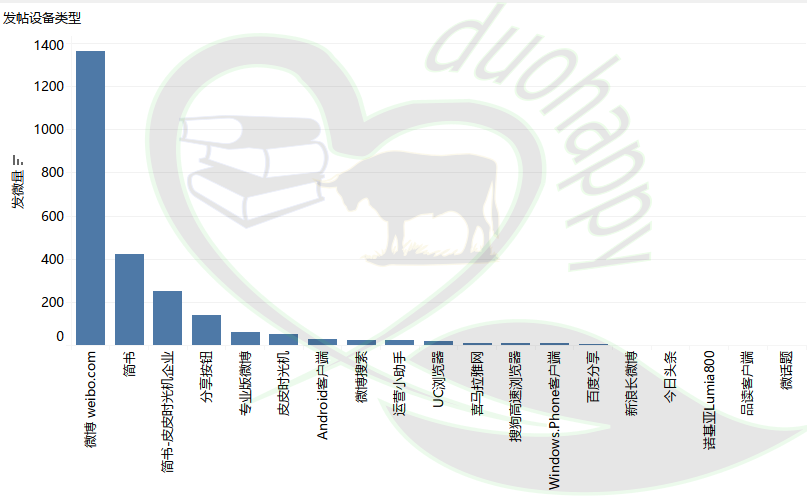 发帖设备类型
duohappy
发微量
1400
1200
1000
800
600
400
200
0
微博 weibo.com
简书
简书-皮皮时光机企业
分享按钮
专业版微博
皮皮时光机
Android客户端
微博搜索
运营小助手
UC浏览器
喜马拉雅网
搜狗高速浏览器
Windows.Phone客户端
百度分享
新浪长微博
今日头条
诺基亚Lumia800
品读客户端
微话题